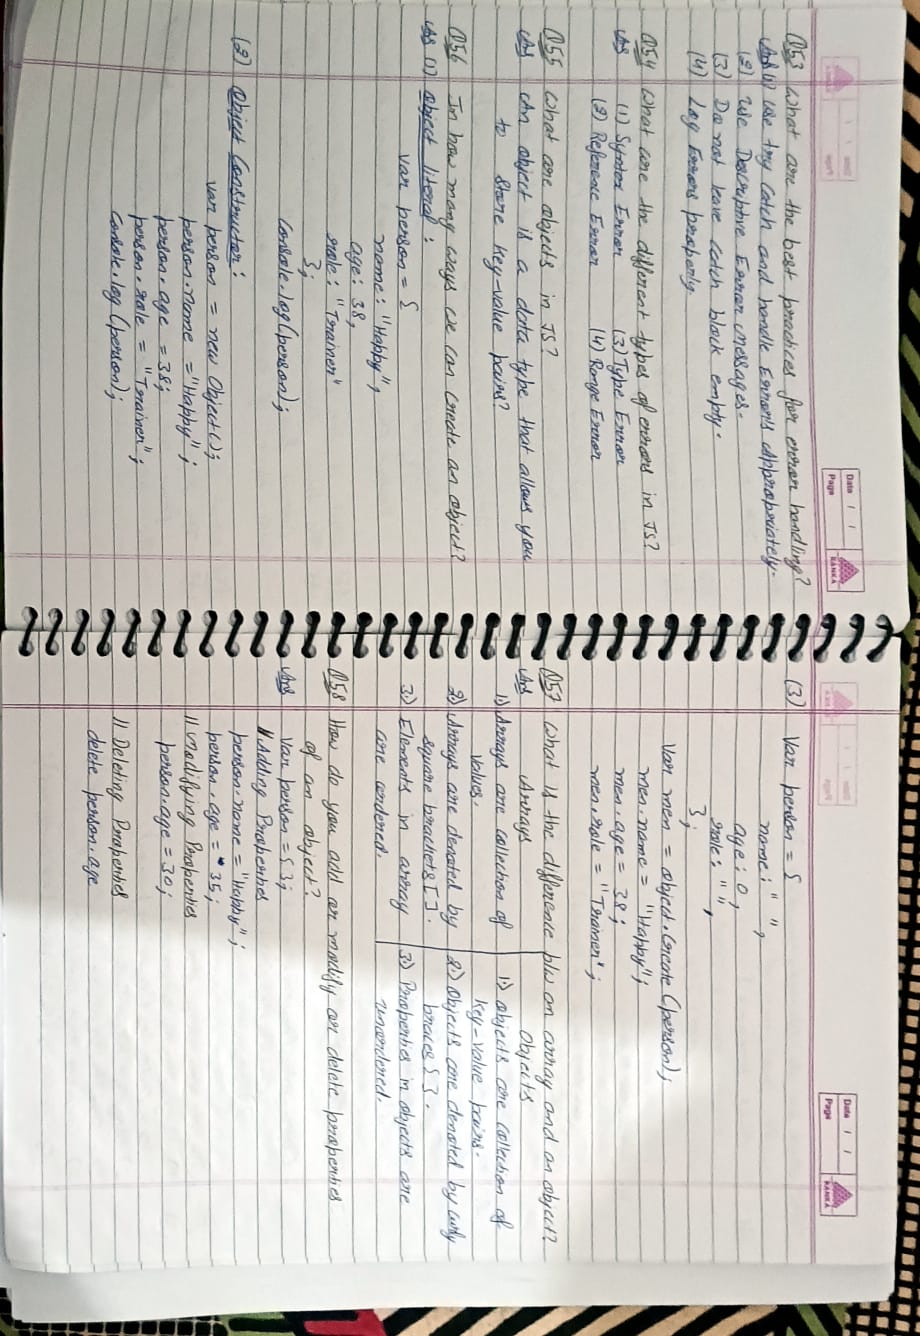 Date / /
Page
RANKA
Q53 What are the best practices for error handling?
Ans (1) Use try catch and handle Errors Appropriately.
(2) Use Descriptive Error Messages.
(3) Do not leave catch block empty.
(4) Log Errors properly
Q54 What are the different types of errors in JS?
Ans (1) Syntax Error (3) Type Error
(2) Reference Error (4) Range Error
Q55 What are objects in JS?
Ans An object is a data type that allows you
to store key-value pairs?
Q56 In how many ways we can create an object?
Ans (1) Object literal :
var person = {
name: "Happy",
age: 38,
role: "Trainer"
};
console.log(person);
(2) Object Constructor :
var person = new Object();
person.name = "Happy";
person.age = 38;
person.role = "Trainer";
console.log(person);
Date / /
Page
RANKA
(3) Var person = {
name: " ",
age: 0,
role: " ",
};
Var men = object.create(person);
men.name = "Happy";
men.age = 38;
men.role = "Trainer";
Q57 What is the difference b/w an array and an object?
Ans Arrays Objects
1) Arrays are collection of 1) objects are collection of
values. key-value pairs.
2) Arrays are denoted by 2) Objects are denoted by curly
square brackets []. braces { }.
3.) Elements in array 3.) Properties in objects are
are ordered. unordered.
Q58 How do you add or modify or delete properties
of an object?
Ans Var person = { };
// Adding Properties
person.name = "Happy";
person.age = 35;
// Modifying Properties
person.age = 30;
// Deleting Properties
delete person.age